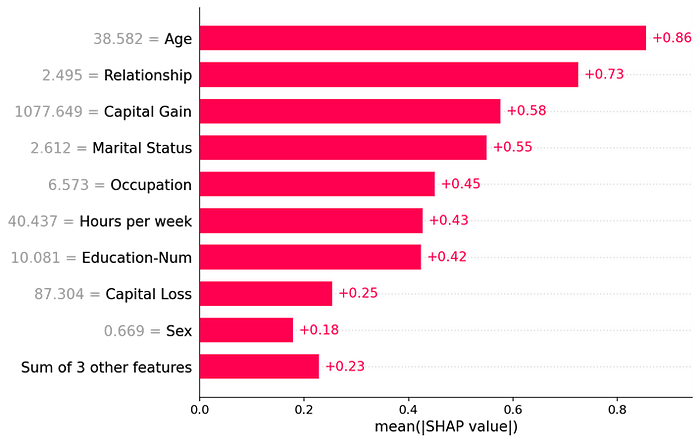 38.582 = Age +0.86
2.495 = Relationship +0.73
1077.649 = Capital Gain +0.58
2.612 = Marital Status +0.55
6.573 = Occupation +0.45
40.437 = Hours per week +0.43
10.081 = Education-Num +0.42
87.304 = Capital Loss +0.25
0.669 = Sex +0.18
Sum of 3 other features +0.23
0.0 0.2 0.4 0.6 0.8
mean(|SHAP value|)